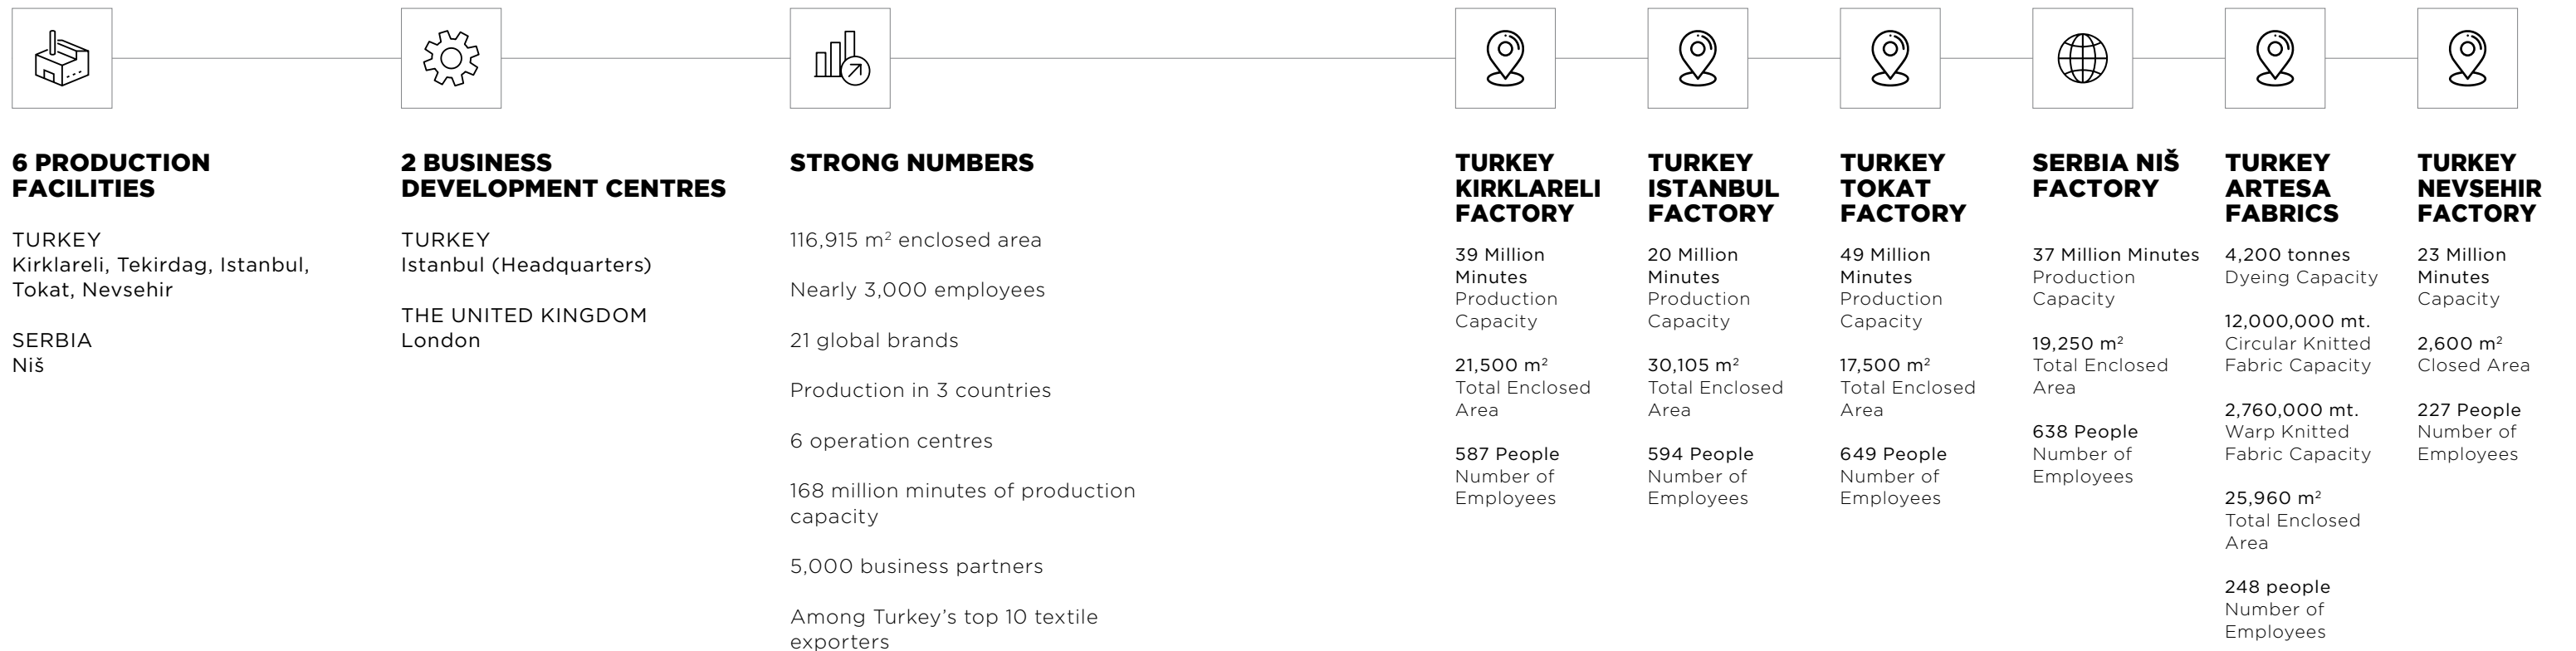 6 PRODUCTION
FACILITIES
TURKEY
Kirklareli, Tekirdag, Istanbul,
Tokat, Nevsehir
SERBIA
Niš
2 BUSINESS
DEVELOPMENT CENTRES
TURKEY
Istanbul (Headquarters)
THE UNITED KINGDOM
London
STRONG NUMBERS
116,915 m² enclosed area
Nearly 3,000 employees
21 global brands
Production in 3 countries
6 operation centres
168 million minutes of production
capacity
5,000 business partners
Among Turkey’s top 10 textile
exporters
TURKEY
KIRKLARELI
FACTORY
39 Million
Minutes
Production
Capacity
21,500 m²
Total Enclosed
Area
587 People
Number of
Employees
TURKEY
ISTANBUL
FACTORY
20 Million
Minutes
Production
Capacity
30,105 m²
Total Enclosed
Area
594 People
Number of
Employees
TURKEY
TOKAT
FACTORY
49 Million
Minutes
Production
Capacity
17,500 m²
Total Enclosed
Area
649 People
Number of
Employees
SERBIA NIŠ
FACTORY
37 Million Minutes
Production
Capacity
19,250 m²
Total Enclosed
Area
638 People
Number of
Employees
TURKEY
ARTESA
FABRICS
4,200 tonnes
Dyeing Capacity
12,000,000 mt.
Circular Knitted
Fabric Capacity
2,760,000 mt.
Warp Knitted
Fabric Capacity
25,960 m²
Total Enclosed
Area
248 people
Number of
Employees
TURKEY
NEVSEHIR
FACTORY
23 Million
Minutes
Capacity
2,600 m²
Closed Area
227 People
Number of
Employees